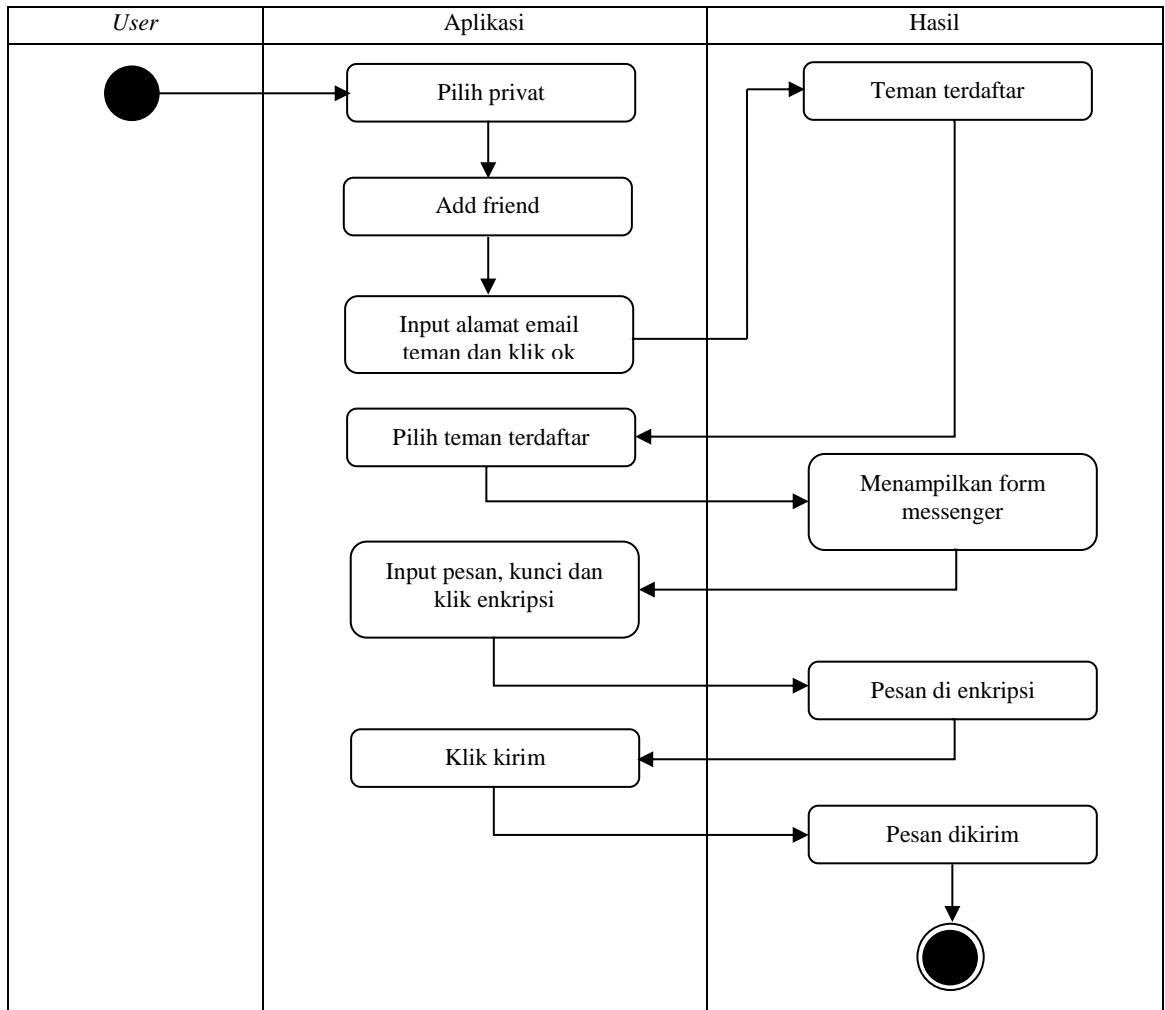 User
Aplikasi
Hasil
Pilih privat
Teman terdaftar
Add friend
Input alamat email
teman dan klik ok
Pilih teman terdaftar
Menampilkan form
messenger
Input pesan, kunci dan
klik enkripsi
Pesan di enkripsi
Klik kirim
Pesan dikirim